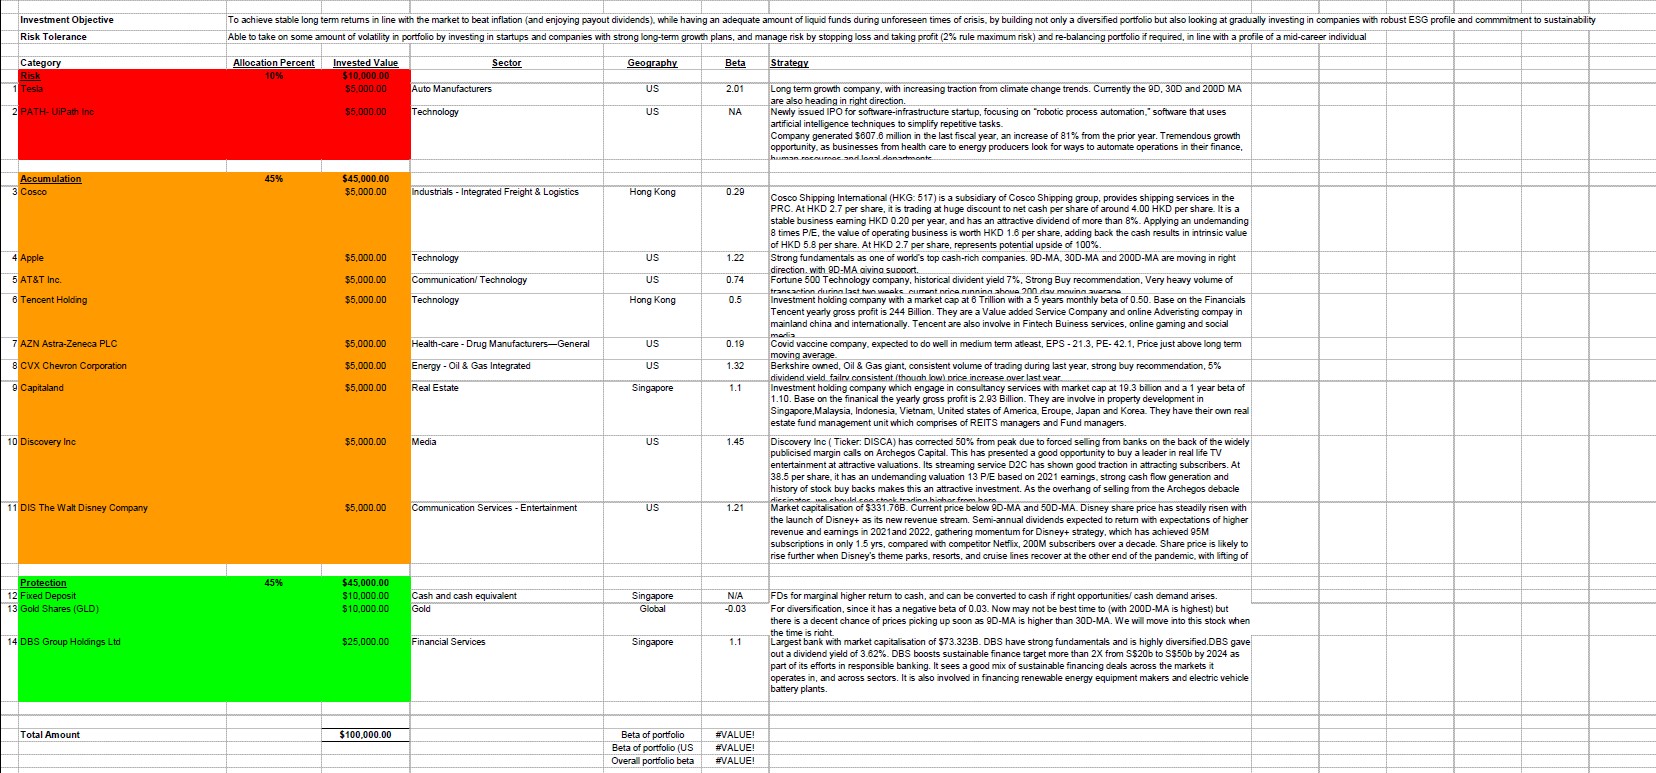 Investment Objective To achieve stable long term returns in line with the market to beat inflation (and enjoying payout dividends), while having an adequate amount of liquid funds during unforeseen times of crisis, by building not only a diversified portfolio but also looking at gradually investing in companies with robust ESG profile and commmitment to sustainability
Risk Tolerance Able to take on some amount of volatility in portfolio by investing in startups and companies with strong long-term growth plans, and manage risk by stopping loss and taking profit (2% rule maximum risk) and re-balancing portfolio if required, in line with a profile of a mid-career individual
Category Allocation Percent Invested Value Sector Geography Beta Strategy
Risk 10% $10,000.00
1 Tesla $5,000.00 Auto Manufacturers US 2.01 Long term growth company, with increasing traction from climate change trends. Currently the 9D, 30D and 200D MA
are also heading in right direction.
2 PATH- UiPath Inc $5,000.00 Technology US NA Newly issued IPO for software-infrastructure startup, focusing on "robotic process automation," software that uses
artificial intelligence techniques to simplify repetitive tasks.
Company generated $607.6 million in the last fiscal year, an increase of 81% from the prior year. Tremendous growth
opportunity, as businesses from health care to energy producers look for ways to automate operations in their finance,
human resources and legal departments.
Accumulation 45% $45,000.00
3 Cosco $5,000.00 Industrials - Integrated Freight & Logistics Hong Kong 0.29
Cosco Shipping International (HKG: 517) is a subsidiary of Cosco Shipping group, provides shipping services in the
PRC. At HKD 2.7 per share, it is trading at huge discount to net cash per share of around 4.00 HKD per share. It is a
stable business earning HKD 0.20 per year, and has an attractive dividend of more than 8%. Applying an undemanding
8 times P/E, the value of operating business is worth HKD 1.6 per share, adding back the cash results in intrinsic value
of HKD 5.8 per share. At HKD 2.7 per share, represents potential upside of 100%.
4 Apple $5,000.00 Technology US 1.22 Strong fundamentals as one of world's top cash-rich companies. 9D-MA, 30D-MA and 200D-MA are moving in right
direction, with 9D-MA giving support.
5 AT&T Inc. $5,000.00 Communication/ Technology US 0.74 Fortune 500 Technology company, historical divident yield 7%, Strong Buy recommendation, Very heavy volume of
transaction during last two weeks, current price running above 200 day moving average.
6 Tencent Holding $5,000.00 Technology Hong Kong 0.5 Investment holding company with a market cap at 6 Trillion with a 5 years monthly beta of 0.50. Base on the Financials
Tencent yearly gross profit is 244 Billion. They are a Value added Service Company and online Adveristing compay in
mainland china and internationally. Tencent are also involve in Fintech Buiness services, online gaming and social
media.
7 AZN Astra-Zeneca PLC $5,000.00 Health-care - Drug Manufacturers—General US 0.19 Covid vaccine company, expected to do well in medium term atleast, EPS - 21.3, PE- 42.1, Price just above long term
moving average.
8 CVX Chevron Corporation $5,000.00 Energy - Oil & Gas Integrated US 1.32 Berkshire owned, Oil & Gas giant, consistent volume of trading during last year, strong buy recommendation, 5%
dividend yield, failry consistent (though low) price increase over last year.
9 Capitaland $5,000.00 Real Estate Singapore 1.1 Investment holding company which engage in consultancy services with market cap at 19.3 billion and a 1 year beta of
1.10. Base on the finanical the yearly gross profit is 2.93 Billion. They are involve in property development in
Singapore,Malaysia, Indonesia, Vietnam, United states of America, Eroupe, Japan and Korea. They have their own real
estate fund management unit which comprises of REITS managers and Fund managers.
10 Discovery Inc $5,000.00 Media US 1.45 Discovery Inc ( Ticker: DISCA) has corrected 50% from peak due to forced selling from banks on the back of the widely
publicised margin calls on Archegos Capital. This has presented a good opportunity to buy a leader in real life TV
entertainment at attractive valuations. Its streaming service D2C has shown good traction in attracting subscribers. At
38.5 per share, it has an undemanding valuation 13 P/E based on 2021 earnings, strong cash flow generation and
history of stock buy backs makes this an attractive investment. As the overhang of selling from the Archegos debacle
dissipates, we should see stock trading higher from here.
11 DIS The Walt Disney Company $5,000.00 Communication Services - Entertainment US 1.21 Market capitalisation of $331.76B. Current price below 9D-MA and 50D-MA. Disney share price has steadily risen with
the launch of Disney+ as its new revenue stream. Semi-annual dividends expected to return with expectations of higher
revenue and earnings in 2021and 2022, gathering momentum for Disney+ strategy, which has achieved 95M
subscriptions in only 1.5 yrs, compared with competitor Netflix, 200M subscribers over a decade. Share price is likely to
rise further when Disney's theme parks, resorts, and cruise lines recover at the other end of the pandemic, with lifting of
Protection 45% $45,000.00
12 Fixed Deposit $10,000.00 Cash and cash equivalent Singapore N/A FDs for marginal higher return to cash, and can be converted to cash if right opportunities/ cash demand arises.
13 Gold Shares (GLD) $10,000.00 Gold Global -0.03 For diversification, since it has a negative beta of 0.03. Now may not be best time to (with 200D-MA is highest) but
there is a decent chance of prices picking up soon as 9D-MA is higher than 30D-MA. We will move into this stock when
the time is right.
14 DBS Group Holdings Ltd $25,000.00 Financial Services Singapore 1.1 Largest bank with market capitalisation of $73.323B. DBS have strong fundamentals and is highly diversified.DBS gave
out a dividend yield of 3.62%. DBS boosts sustainable finance target more than 2X from S$20b to S$50b by 2024 as
part of its efforts in responsible banking. It sees a good mix of sustainable financing deals across the markets it
operates in, and across sectors. It is also involved in financing renewable energy equipment makers and electric vehicle
battery plants.
Total Amount $100,000.00 Beta of portfolio #VALUE!
Beta of portfolio (US #VALUE!
Overall portfolio beta #VALUE!